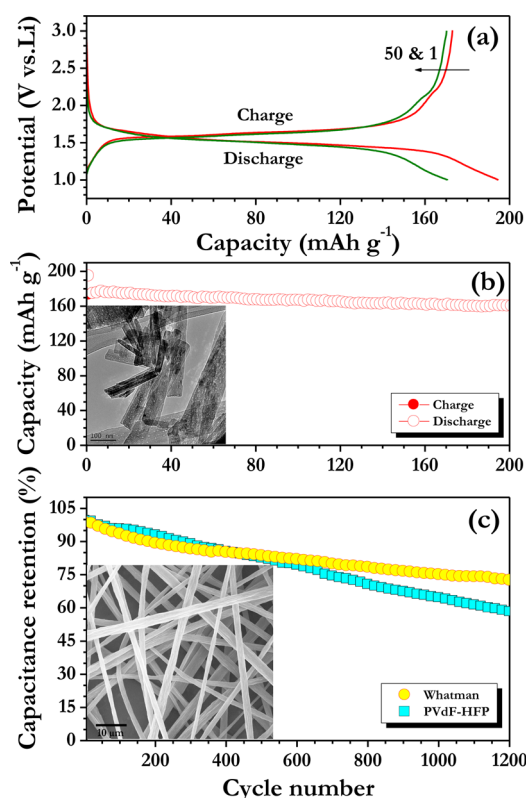 (a)
3.0
2.5
2.0
1.5
1.0
Potential (V vs.Li)
50 & 1
Charge
Discharge
0 40 80 120 160 200
Capacity (mAh g⁻¹)
(b)
200
160
120
80
40
0
Capacity (mAh g⁻¹)
100 nm
Charge
Discharge
0 40 80 120 160 200
(c)
105
90
75
60
45
30
15
0
Capacitance retention (%)
10 µm
Whatman
PVdF-HFP
200 400 600 800 1000 1200
Cycle number